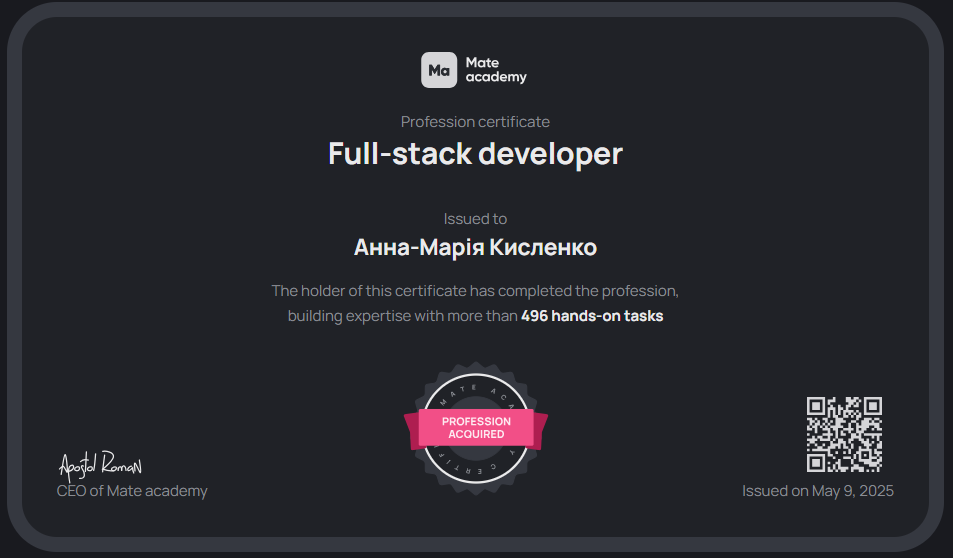 Ma
Mate
academy
Profession certificate
Full-stack developer
Issued to
Анна-Марія Кисленко
The holder of this certificate has completed the profession,
building expertise with more than 496 hands-on tasks
MATE ACA
PROFESSION
ACQUIRED
Y CERTIFI
Apostol Roman
CEO of Mate academy
Issued on May 9, 2025